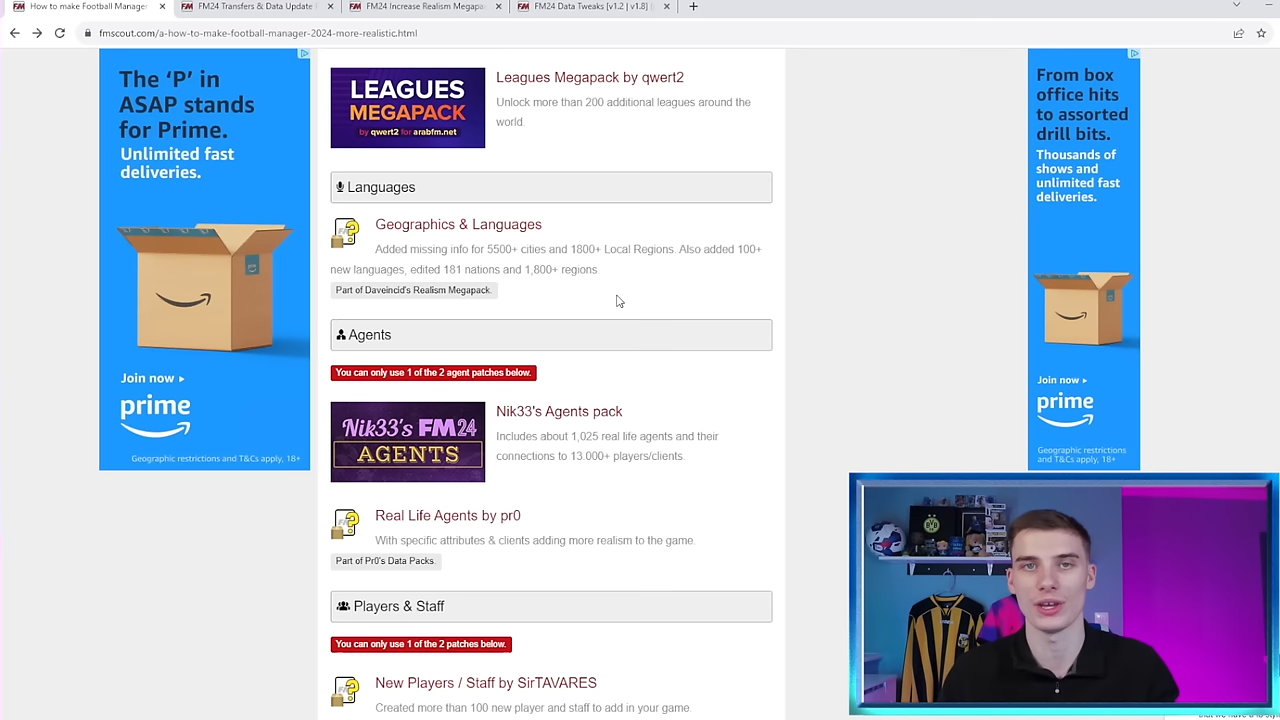 How to make Football Manager
FM24 Transfers & Data Update F
FM24 Increase Realism Megapa
FM24 Data Tweaks [v1.2 | v1.8]
fmscout.com/a-how-to-make-football-manager-2024-more-realistic.html
The 'P' in
ASAP stands
for Prime.
Unlimited fast
deliveries.
Join now
prime
Geographic restrictions and T&Cs apply, 18+
LEAGUES
MEGAPACK
by qwert2 for arabfm.net
Leagues Megapack by qwert2
Unlock more than 200 additional leagues around the
world.
Languages
Geographics & Languages
Added missing info for 5500+ cities and 1800+ Local Regions. Also added 100+
new languages, edited 181 nations and 1,800+ regions.
Part of Daveincid's Realism Megapack.
Agents
You can only use 1 of the 2 agent patches below.
Nik33's FM24
AGENTS
Nik33's Agents pack
Includes about 1,025 real life agents and their
connections to 13.000+ players/clients.
Real Life Agents by pr0
With specific attributes & clients adding more realism to the game.
Part of Pr0's Data Packs.
Players & Staff
You can only use 1 of the 2 patches below.
New Players / Staff by SirTAVARES
Created more than 100 new player and staff to add in your game.
From box
office hits
to assorted
drill bits.
Thousands of
shows and
unlimited fast
deliveries.
Join now
prime
Geographic restrictions
and T&Cs apply, 18+
BVB
09